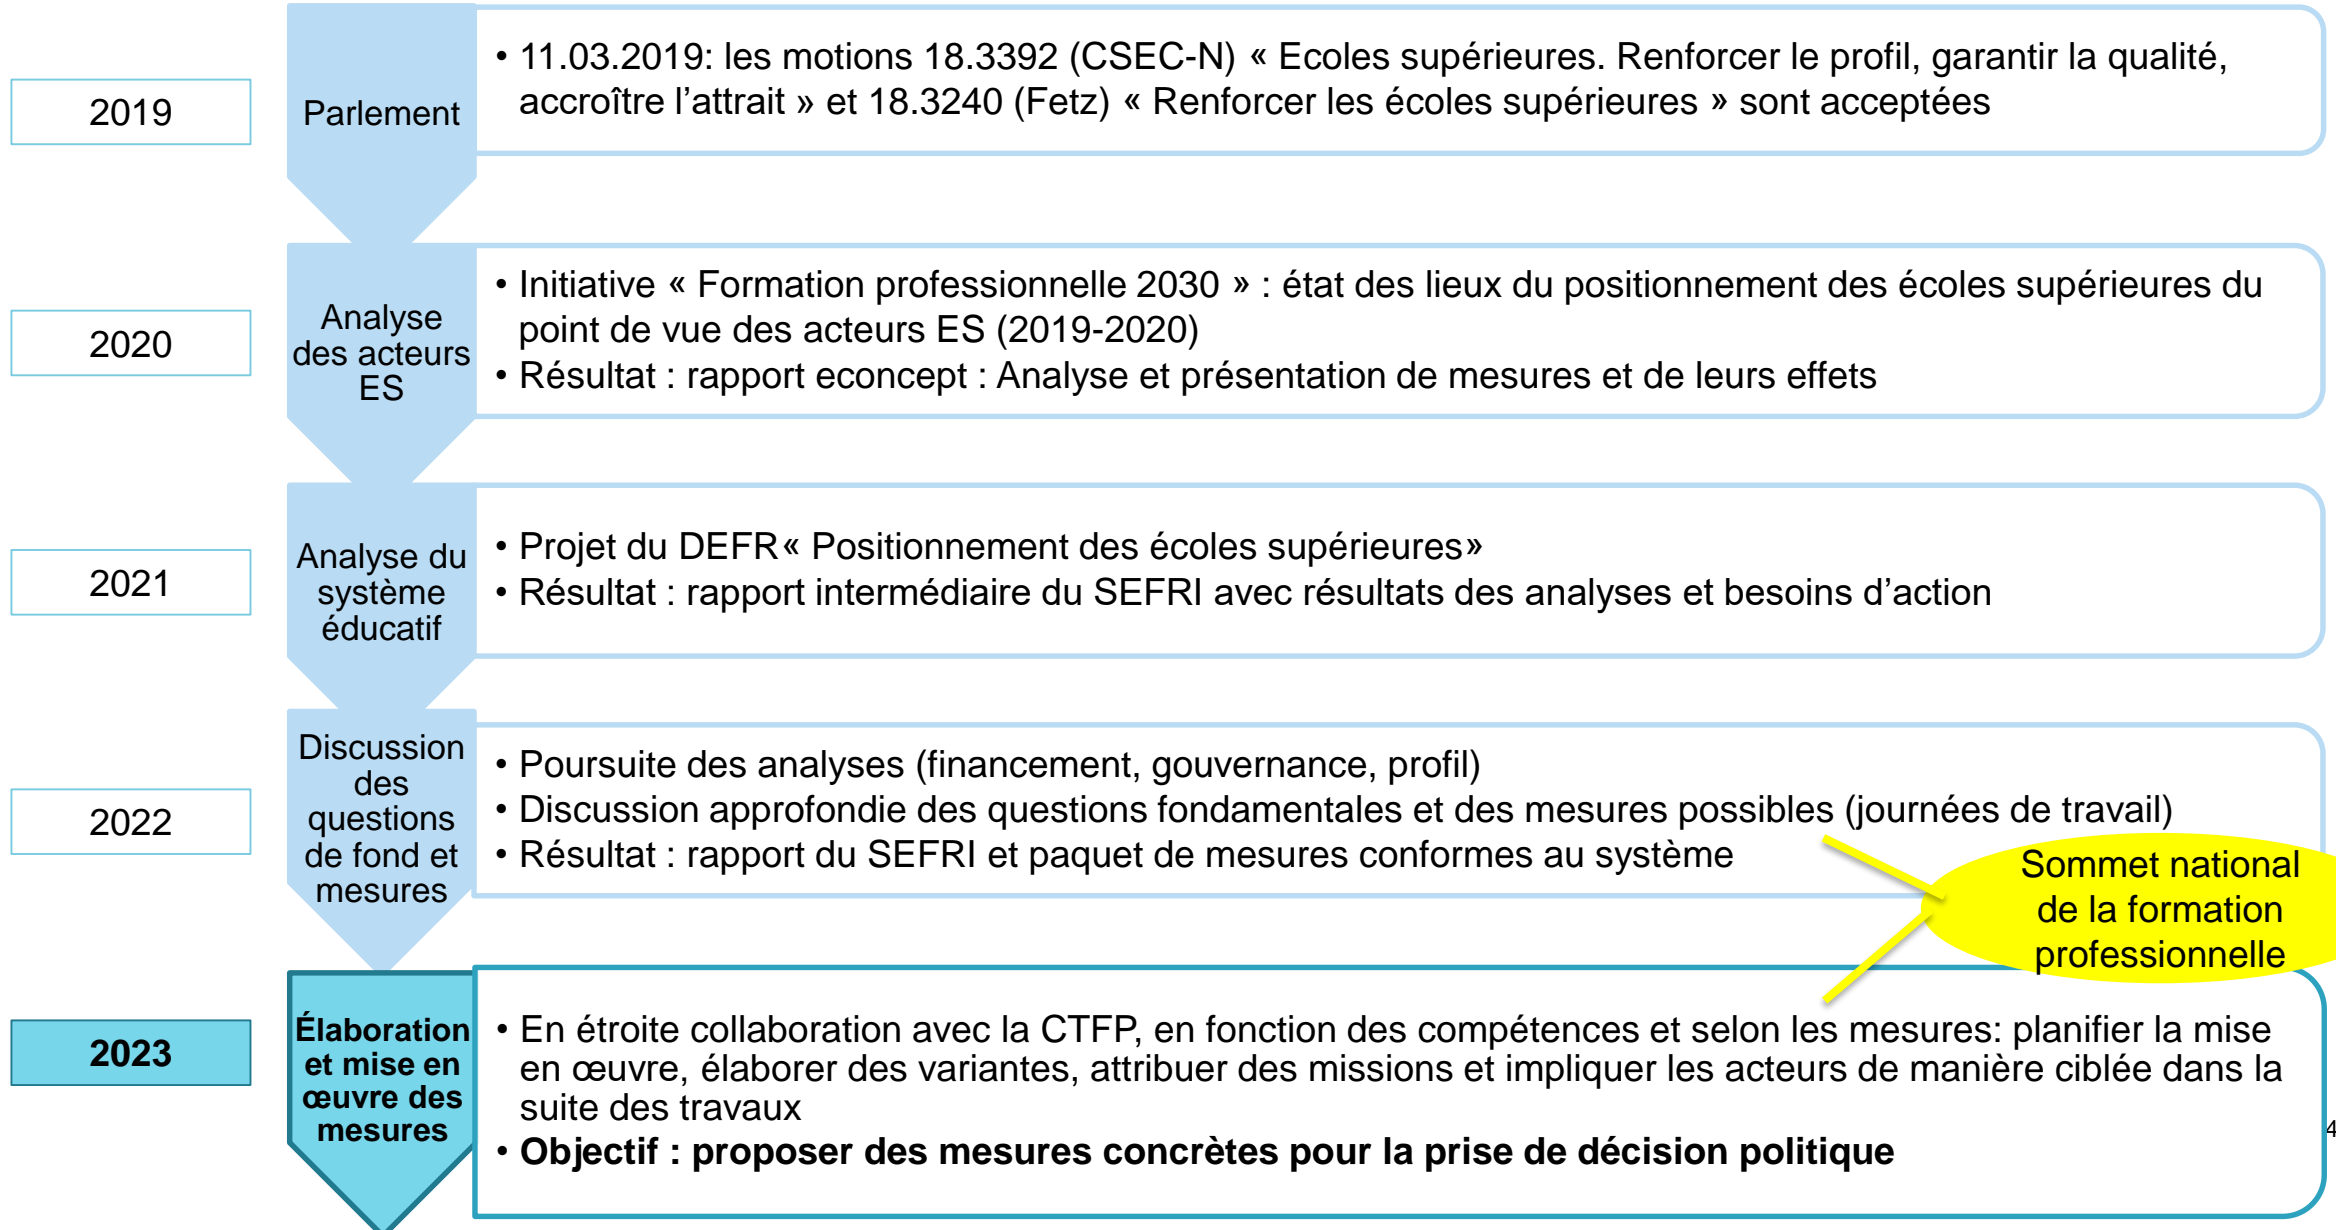 2019
Parlement
• 11.03.2019: les motions 18.3392 (CSEC-N) « Ecoles supérieures. Renforcer le profil, garantir la qualité,
accroître l’attrait » et 18.3240 (Fetz) « Renforcer les écoles supérieures » sont acceptées
2020
Analyse
des acteurs
ES
• Initiative « Formation professionnelle 2030 » : état des lieux du positionnement des écoles supérieures du
point de vue des acteurs ES (2019-2020)
• Résultat : rapport econcept : Analyse et présentation de mesures et de leurs effets
2021
Analyse du
système
éducatif
• Projet du DEFR« Positionnement des écoles supérieures»
• Résultat : rapport intermédiaire du SEFRI avec résultats des analyses et besoins d’action
2022
Discussion
des
questions
de fond et
mesures
• Poursuite des analyses (financement, gouvernance, profil)
• Discussion approfondie des questions fondamentales et des mesures possibles (journées de travail)
• Résultat : rapport du SEFRI et paquet de mesures conformes au système
Sommet national
de la formation
professionnelle
2023
Élaboration
et mise en
œuvre des
mesures
• En étroite collaboration avec la CTFP, en fonction des compétences et selon les mesures: planifier la mise
en œuvre, élaborer des variantes, attribuer des missions et impliquer les acteurs de manière ciblée dans la
suite des travaux
• Objectif : proposer des mesures concrètes pour la prise de décision politique
4